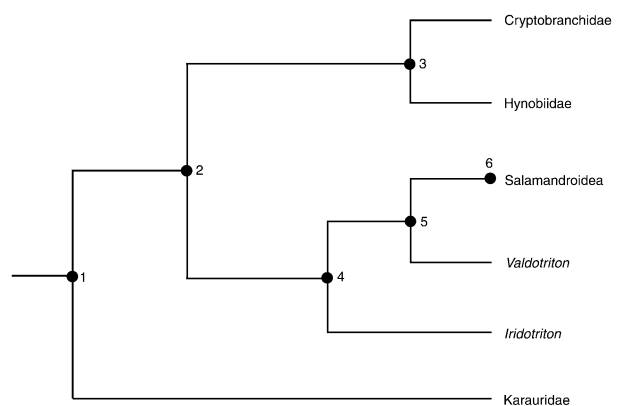 Cryptobranchidae
3
Hynobiidae
6
2
Salamandroidea
5
Valdotriton
1
4
Iridotriton
Karauridae